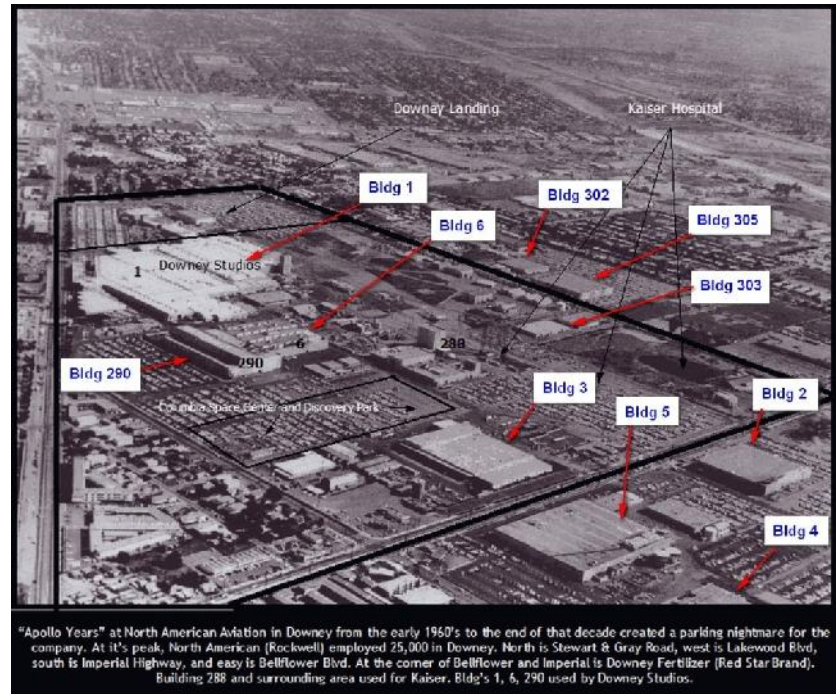 Downey Landing
Kaiser Hospital
Bldg 1
Bldg 302
Bldg 6
Bldg 305
1
Downey Studios
Bldg 303
6
288
290
Bldg 290
Bldg 3
Bldg 2
Columbia Space Center and Discovery Park
Bldg 5
Bldg 4
“Apollo Years” at North American Aviation in Downey from the early 1960’s to the end of that decade created a parking nightmare for the
company. At it’s peak, North American (Rockwell) employed 25,000 in Downey. North is Stewart & Gray Road, west is Lakewood Blvd,
south is Imperial Highway, and easy is Bellflower Blvd. At the corner of Bellflower and Imperial is Downey Fertilizer (Red Star Brand).
Building 288 and surrounding area used for Kaiser. Bldg’s 1, 6, 290 used by Downey Studios.